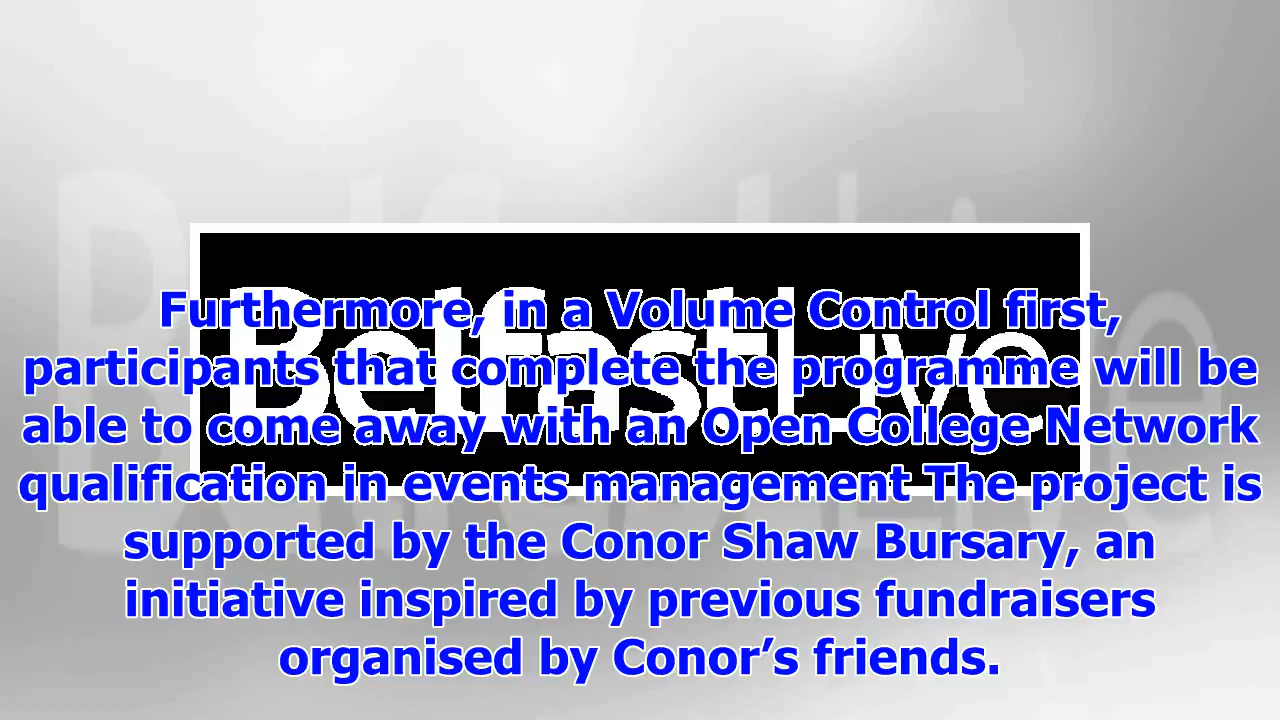 BelfastLive
Furthermore, in a Volume Control first,
participants that complete the programme will be
able to come away with an Open College Network
qualification in events management The project is
supported by the Conor Shaw Bursary, an
initiative inspired by previous fundraisers
organised by Conor’s friends.